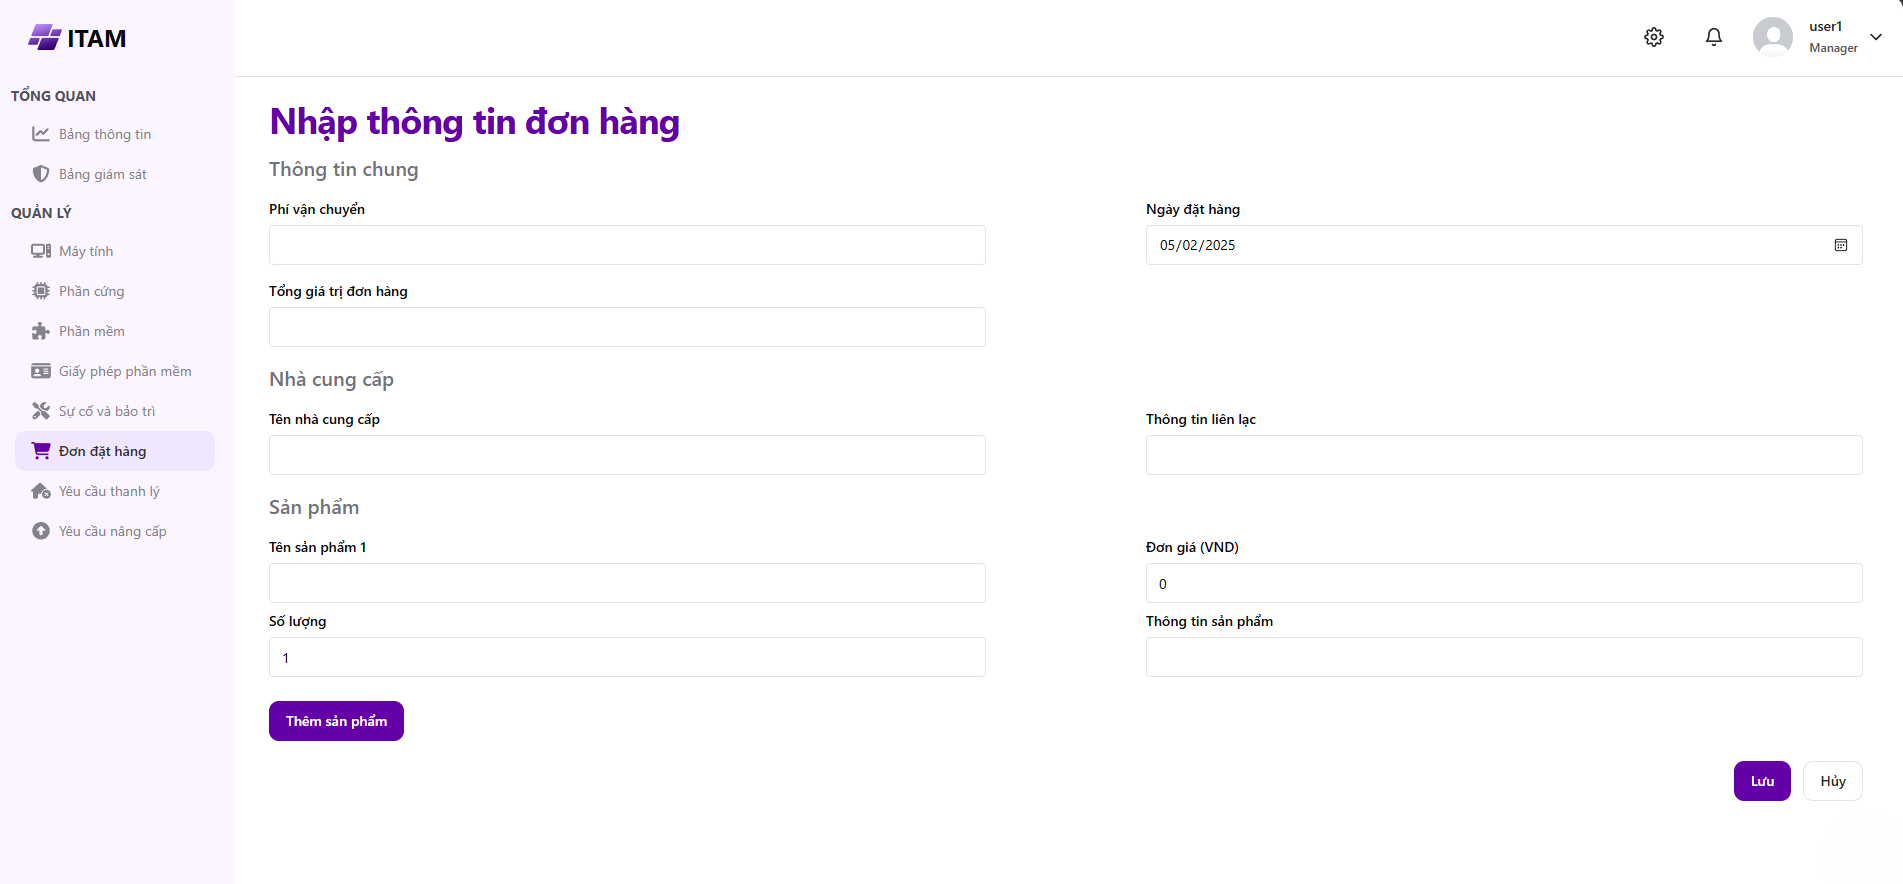 ITAM
user1
Manager
TỔNG QUAN
Bảng thông tin
Bảng giám sát
QUẢN LÝ
Máy tính
Phần cứng
Phần mềm
Giấy phép phần mềm
Sự cố và bảo trì
Đơn đặt hàng
Yêu cầu thanh lý
Yêu cầu nâng cấp
Nhập thông tin đơn hàng
Thông tin chung
Phí vận chuyển
Ngày đặt hàng
05/02/2025
Tổng giá trị đơn hàng
Nhà cung cấp
Tên nhà cung cấp
Thông tin liên lạc
Sản phẩm
Tên sản phẩm 1
Đơn giá (VND)
0
Số lượng
Thông tin sản phẩm
1
Thêm sản phẩm
Lưu
Hủy